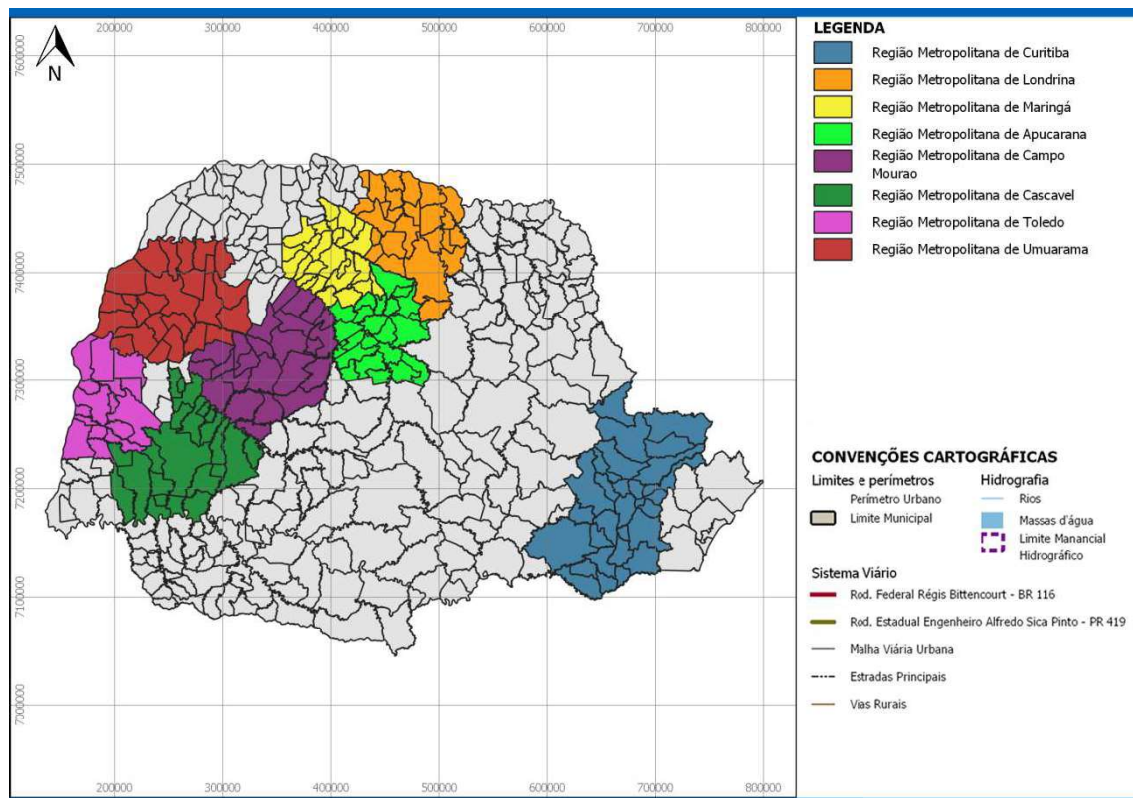 200000 300000 400000 500000 600000 700000 800000
7600000
7500000
7400000
7300000
7200000
7100000
7000000
N
200000 300000 400000 500000 600000 700000 800000
LEGENDA
Região Metropolitana de Curitiba
Região Metropolitana de Londrina
Região Metropolitana de Maringá
Região Metropolitana de Apucarana
Região Metropolitana de Campo
Mourao
Região Metropolitana de Cascavel
Região Metropolitana de Toledo
Região Metropolitana de Umuarama
CONVENÇÕES CARTOGRÁFICAS
Limites e perímetros
Perímetro Urbano
Limite Municipal
Hidrografia
Rios
Massas d'água
Limite Manancial
Hidrográfico
Sistema Viário
Rod. Federal Régis Bittencourt - BR 116
Rod. Estadual Engenheiro Alfredo Sica Pinto - PR 419
Malha Viária Urbana
Estradas Principais
Vias Rurais